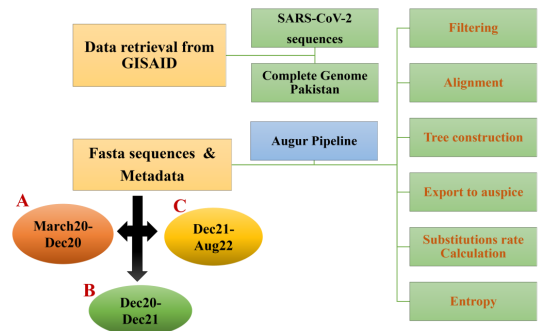 Data retrieval from
GISAID
SARS-CoV-2
sequences
Complete Genome
Pakistan
Fasta sequences &
Metadata
Augur Pipeline
Filtering
Alignment
Tree construction
Export to auspice
Substitutions rate
Calculation
Entropy
A
March20-
Dec20
C
Dec21-
Aug22
B
Dec20-
Dec21